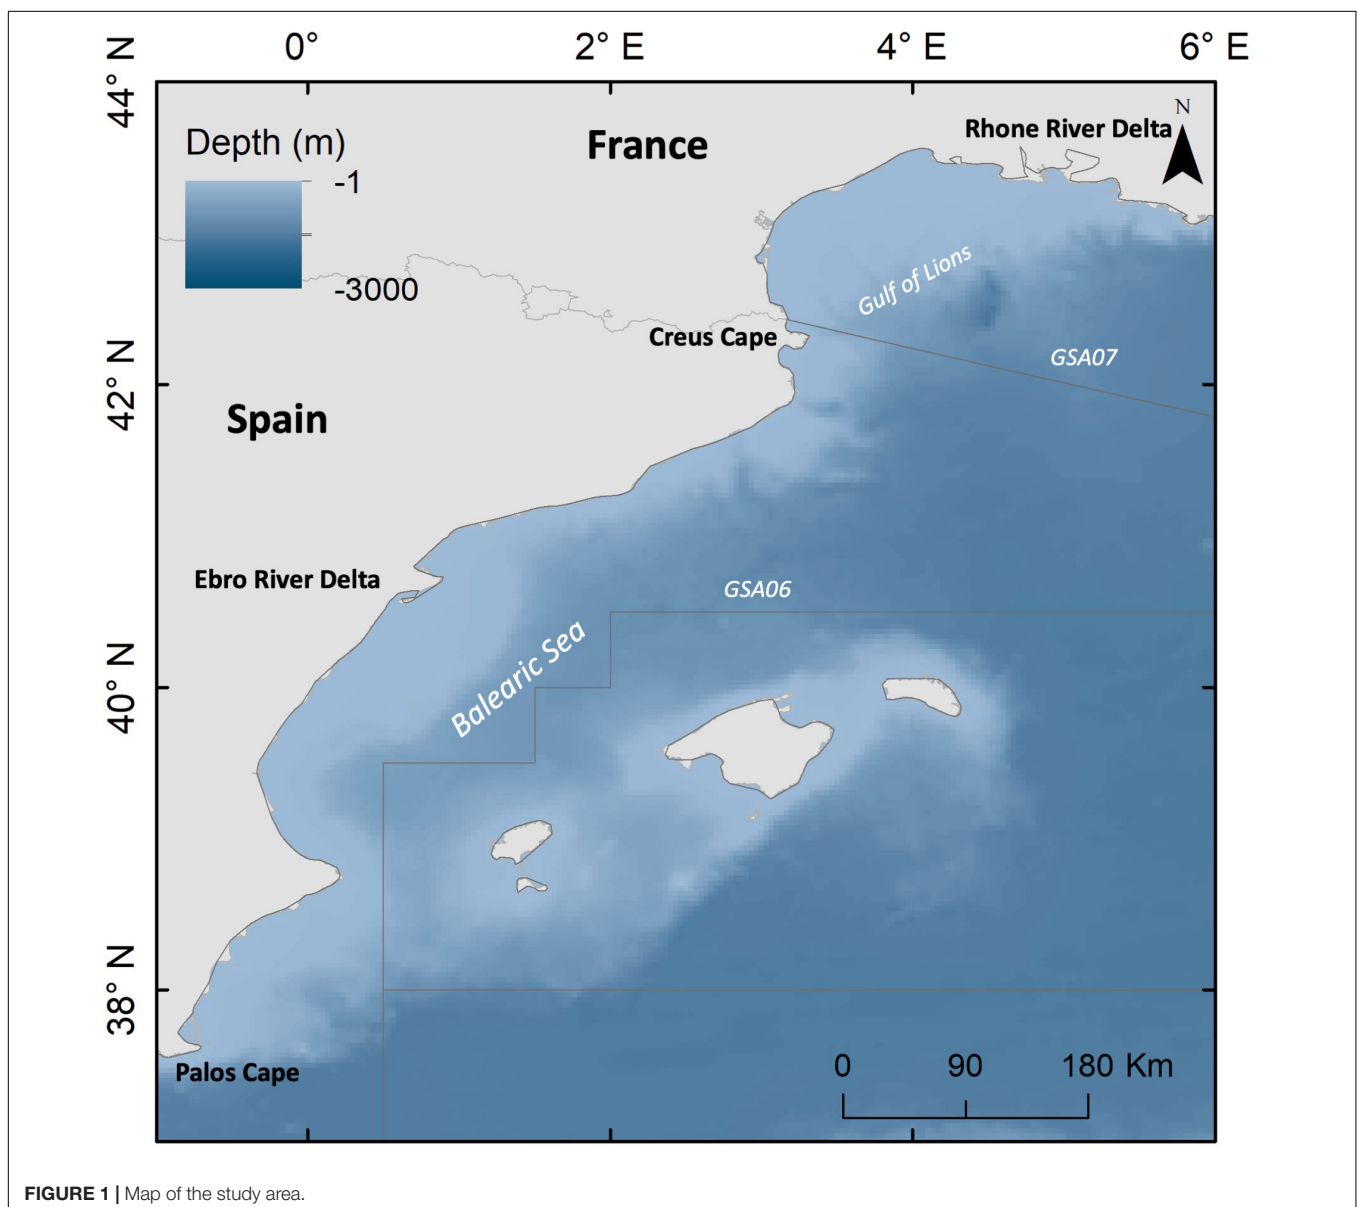 0° 2° E 4° E 6° E
44° N
N
Rhone River Delta
France
Depth (m)
-1
-3000
Gulf of Lions
Creus Cape
GSA07
42° N
Spain
Ebro River Delta
GSA06
Balearic Sea
40° N
38° N
0 90 180 Km
Palos Cape
FIGURE 1 | Map of the study area.